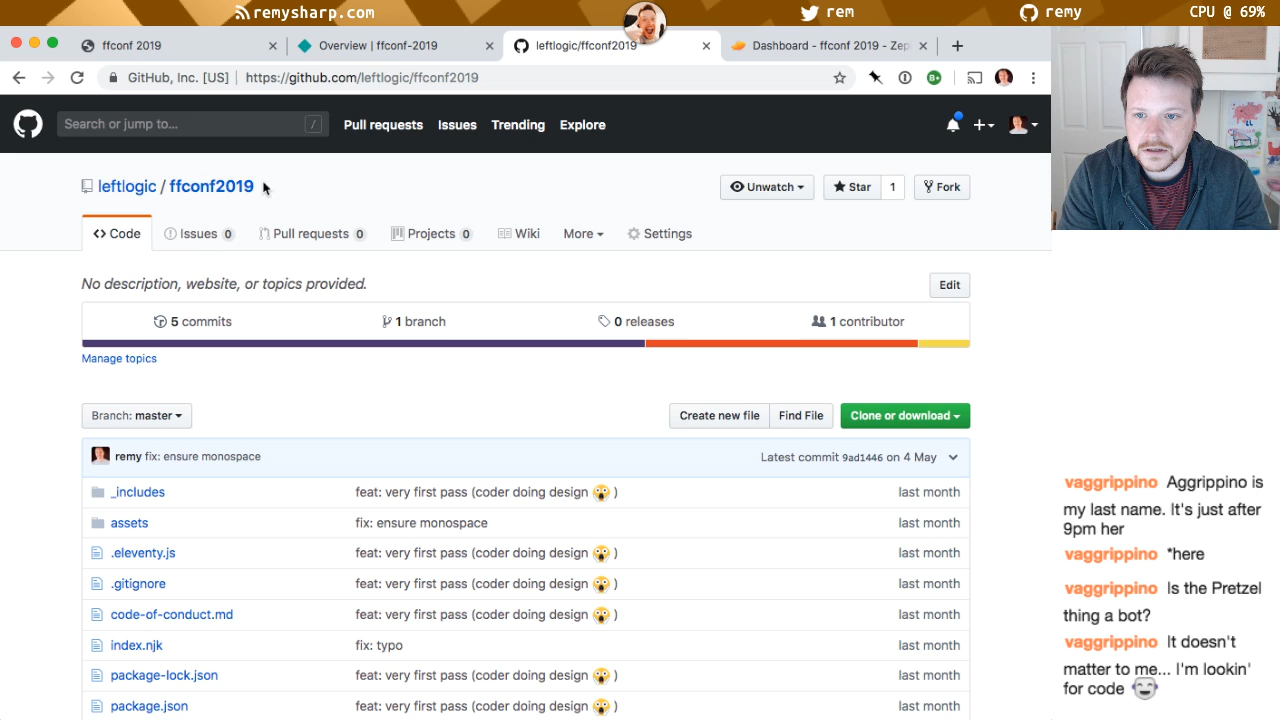 remysharp.com
rem
remy
CPU @ 69%
ffconf 2019
Overview | ffconf-2019
leftlogic/ffconf2019
Dashboard - ffconf 2019 - Zep
GitHub, Inc. [US]
https://github.com/leftlogic/ffconf2019
Search or jump to...
/
Pull requests
Issues
Trending
Explore
leftlogic / ffconf2019
Unwatch
Star
1
Fork
Code
Issues 0
Pull requests 0
Projects 0
Wiki
More
Settings
No description, website, or topics provided.
Edit
5 commits
1 branch
0 releases
1 contributor
Manage topics
Branch: master
Create new file
Find File
Clone or download
remy fix: ensure monospace
Latest commit 9ad1446 on 4 May
_includes
feat: very first pass (coder doing design 😱 )
last month
assets
fix: ensure monospace
last month
.eleventy.js
feat: very first pass (coder doing design 😱 )
last month
.gitignore
feat: very first pass (coder doing design 😱 )
last month
code-of-conduct.md
feat: very first pass (coder doing design 😱 )
last month
index.njk
fix: typo
last month
package-lock.json
feat: very first pass (coder doing design 😱 )
last month
package.json
feat: very first pass (coder doing design 😱 )
last month
vaggrippino Aggrippino is
my last name. It's just after
9pm her
vaggrippino *here
vaggrippino Is the Pretzel
thing a bot?
vaggrippino It doesn't
matter to me... I'm lookin'
for code